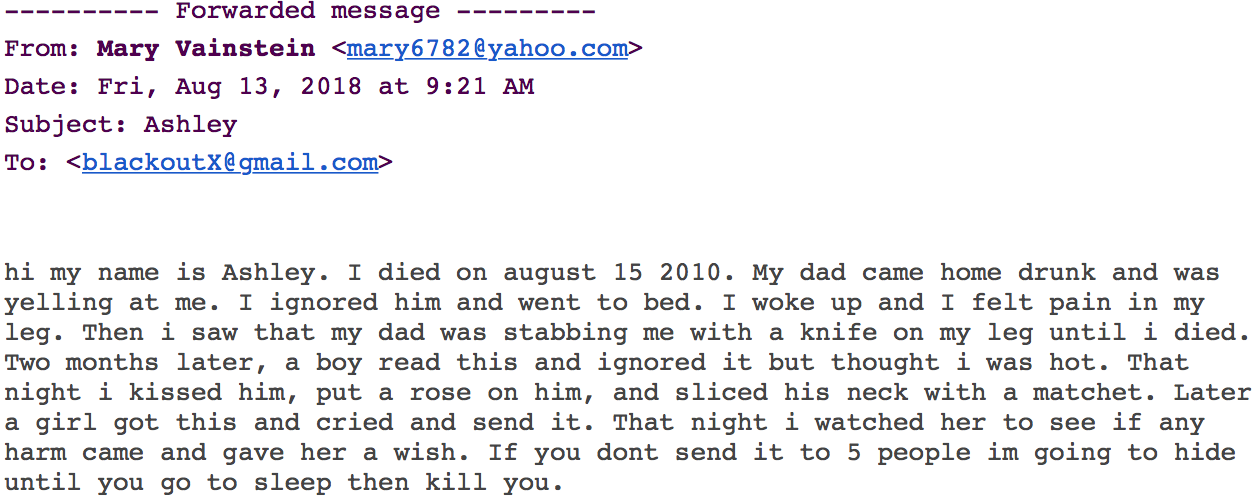 ---------- Forwarded message ---------
From: Mary Vainstein <mary6782@yahoo.com>
Date: Fri, Aug 13, 2018 at 9:21 AM
Subject: Ashley
To: <blackoutX@gmail.com>
hi my name is Ashley. I died on august 15 2010. My dad came home drunk and was
yelling at me. I ignored him and went to bed. I woke up and I felt pain in my
leg. Then i saw that my dad was stabbing me with a knife on my leg until i died.
Two months later, a boy read this and ignored it but thought i was hot. That
night i kissed him, put a rose on him, and sliced his neck with a matchet. Later
a girl got this and cried and send it. That night i watched her to see if any
harm came and gave her a wish. If you dont send it to 5 people im going to hide
until you go to sleep then kill you.